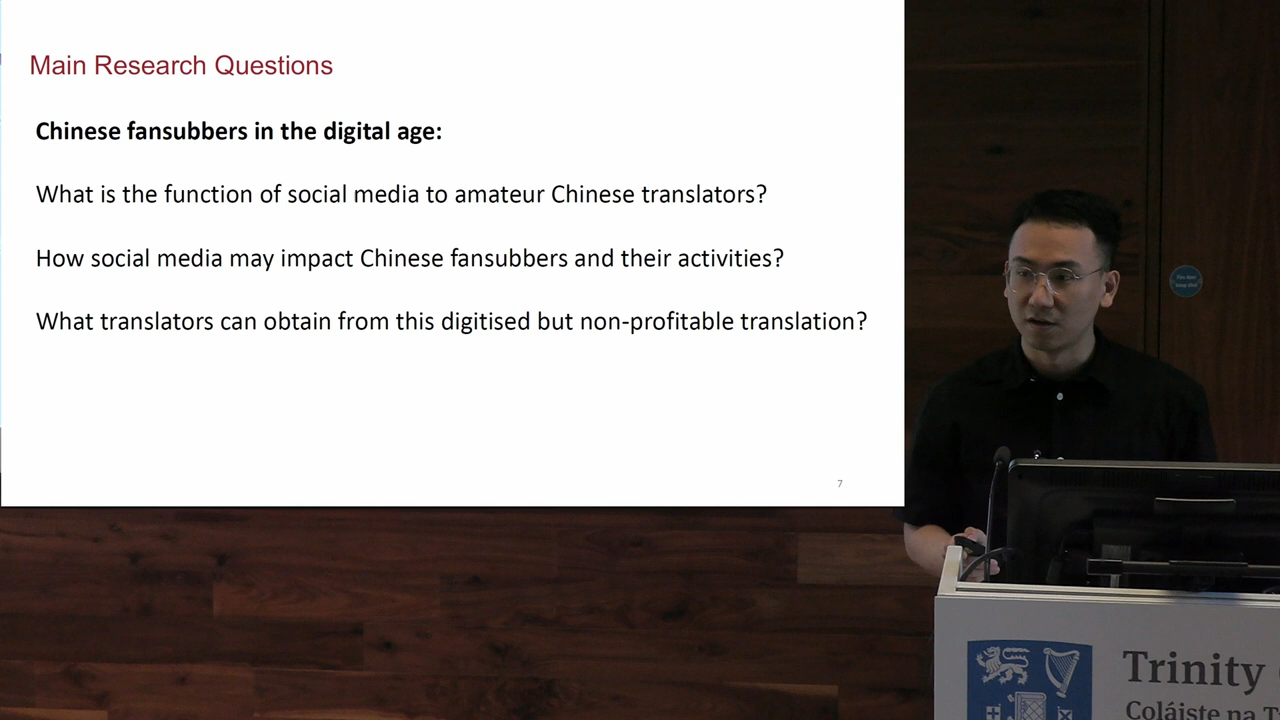 Main Research Questions
Chinese fansubbers in the digital age:
What is the function of social media to amateur Chinese translators?
How social media may impact Chinese fansubbers and their activities?
What translators can obtain from this digitised but non-profitable translation?
7
Trinity
Coláiste na T